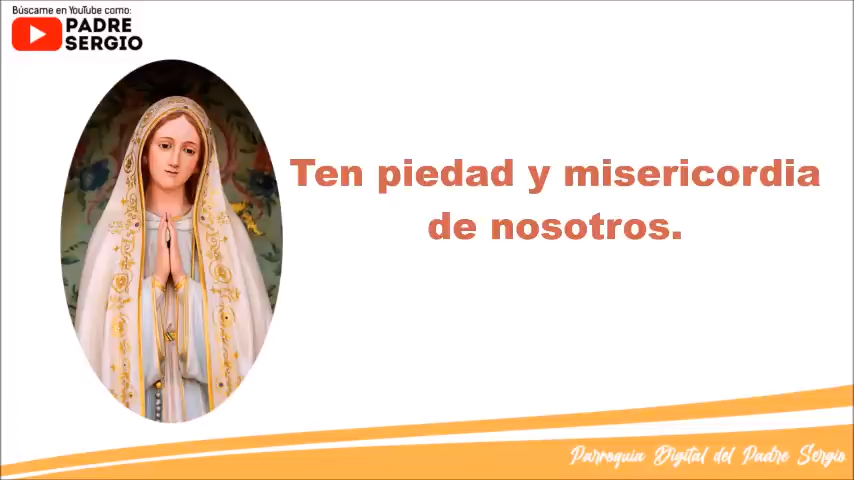 Búscame en YouTube como:
PADRE
SERGIO
Ten piedad y misericordia
de nosotros.
Parroquia Digital del Padre Sergio